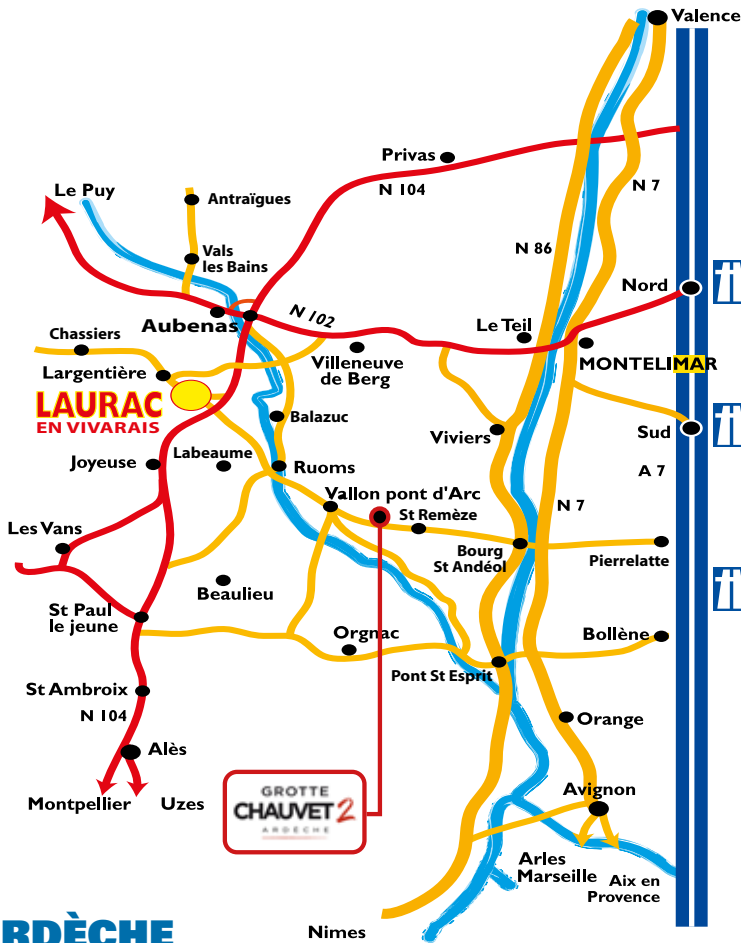 Valence
Privas
N 104
N 7
Le Puy
Antraïgues
N 86
Vals
les Bains
Nord
N 102
Aubenas
Le Teil
Chassiers
Villeneuve
de Berg
MONTELIMAR
Largentière
LAURAC
EN VIVARAIS
Balazuc
Viviers
Sud
Joyeuse
Labeaume
Ruoms
A 7
Vallon pont d'Arc
St Remèze
N 7
Les Vans
Bourg
St Andéol
Pierrelatte
Beaulieu
St Paul
le jeune
Orgnac
Bollène
Pont St Esprit
St Ambroix
N 104
Orange
Alès
Avignon
GROTTE
CHAUVET 2
ARDÈCHE
Montpellier
Uzes
Arles
Marseille
Aix en
Provence
Nimes
RDÈCHE